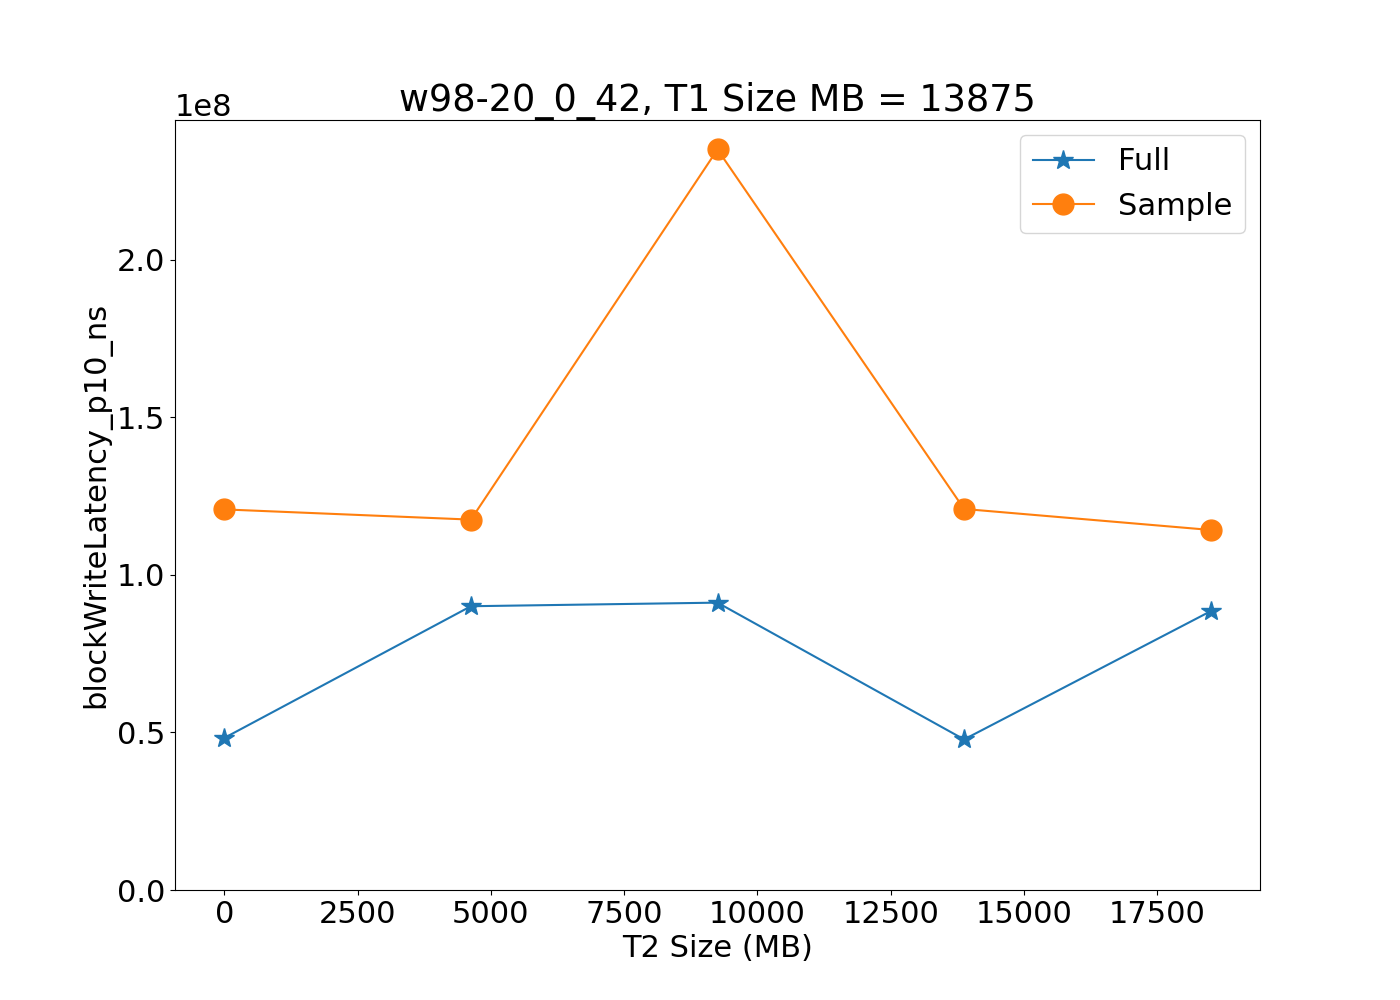 w98-20_0_42, T1 Size MB = 13875
1e8
Full
Sample
2.0
1.5
1.0
0.5
0.0
blockWriteLatency_p10_ns
0 2500 5000 7500 10000 12500 15000 17500
T2 Size (MB)